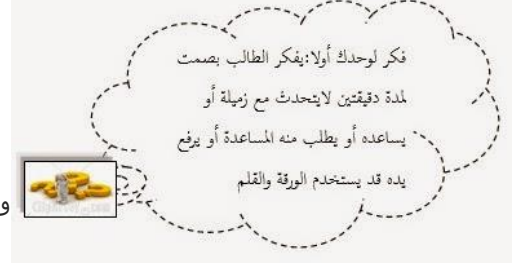 فكر لوحدك أولا:يفكر الطالب بصمت
لمدة دقيقتين لايتحدث مع زميلة أو
يساعده أو يطلب منه المساعدة أو يرفع
يده قد يستخدم الورقة والقلم
و